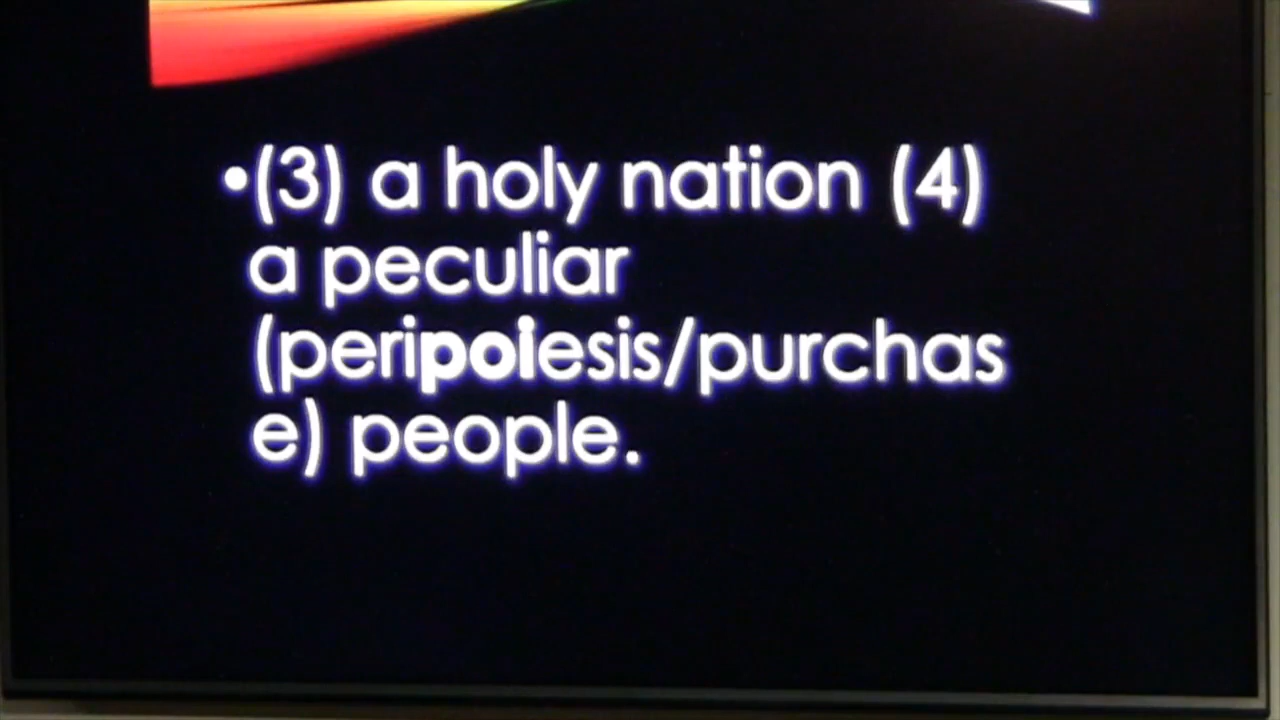 •(3) a holy nation (4)
a peculiar
(peripoiesis/purchas
e) people.